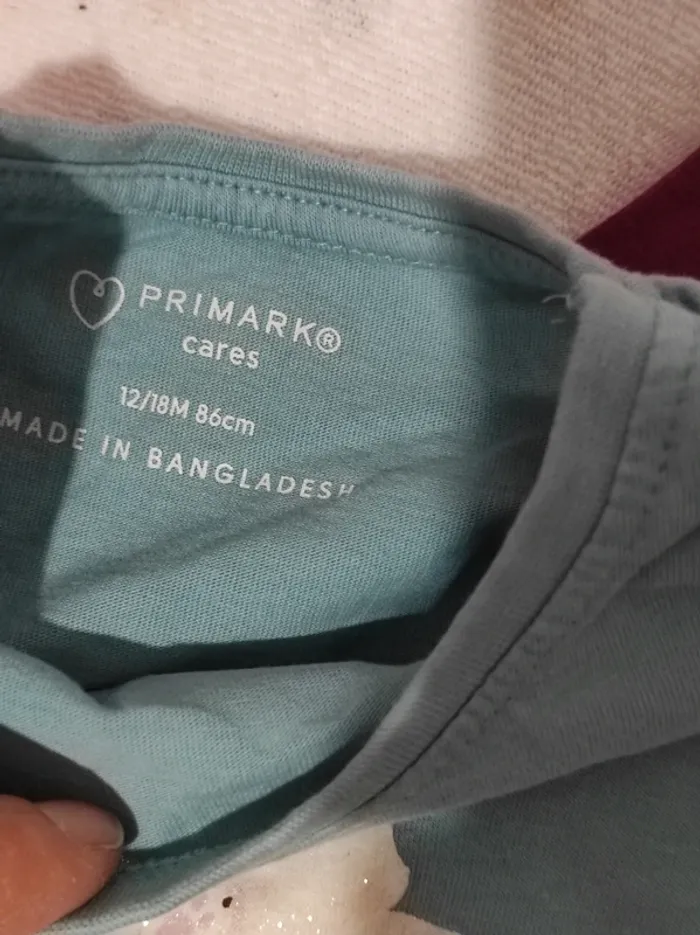 PRIMARK®
cares
12/18M 86cm
MADE IN BANGLADESH